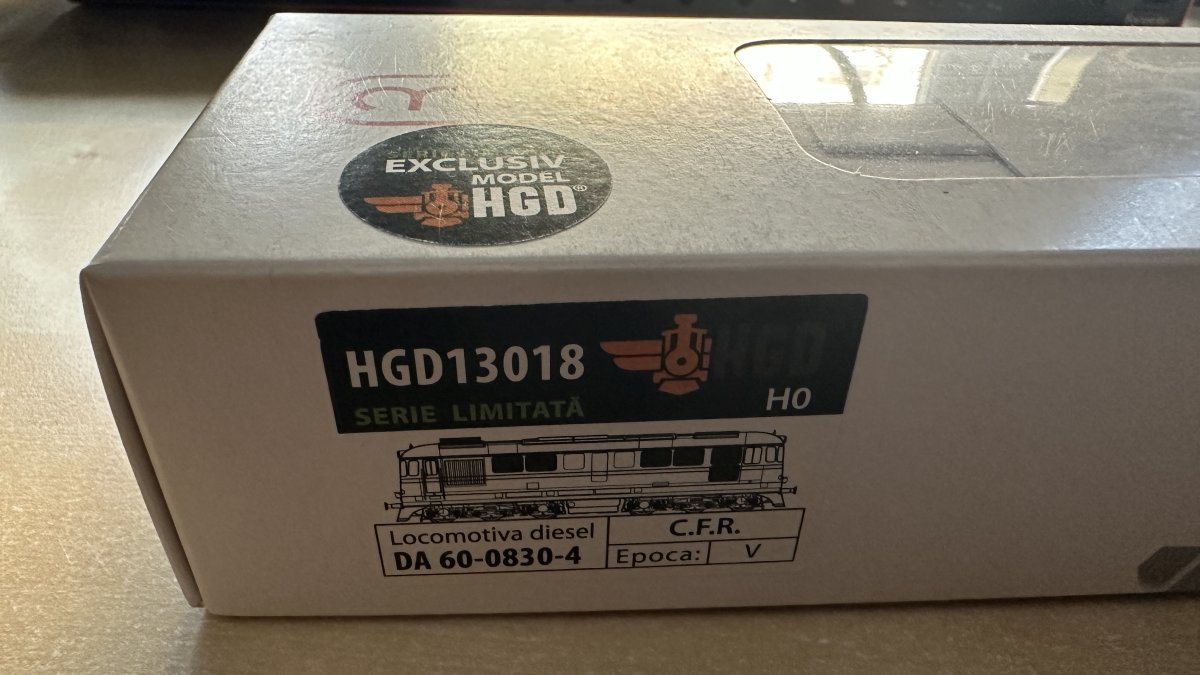 EXCLUSIV
MODEL
HGD®
HGD13018
HGD
SERIE LIMITATĂ
H0
Locomotiva diesel
C.F.R.
DA 60-0830-4
Epoca:
V